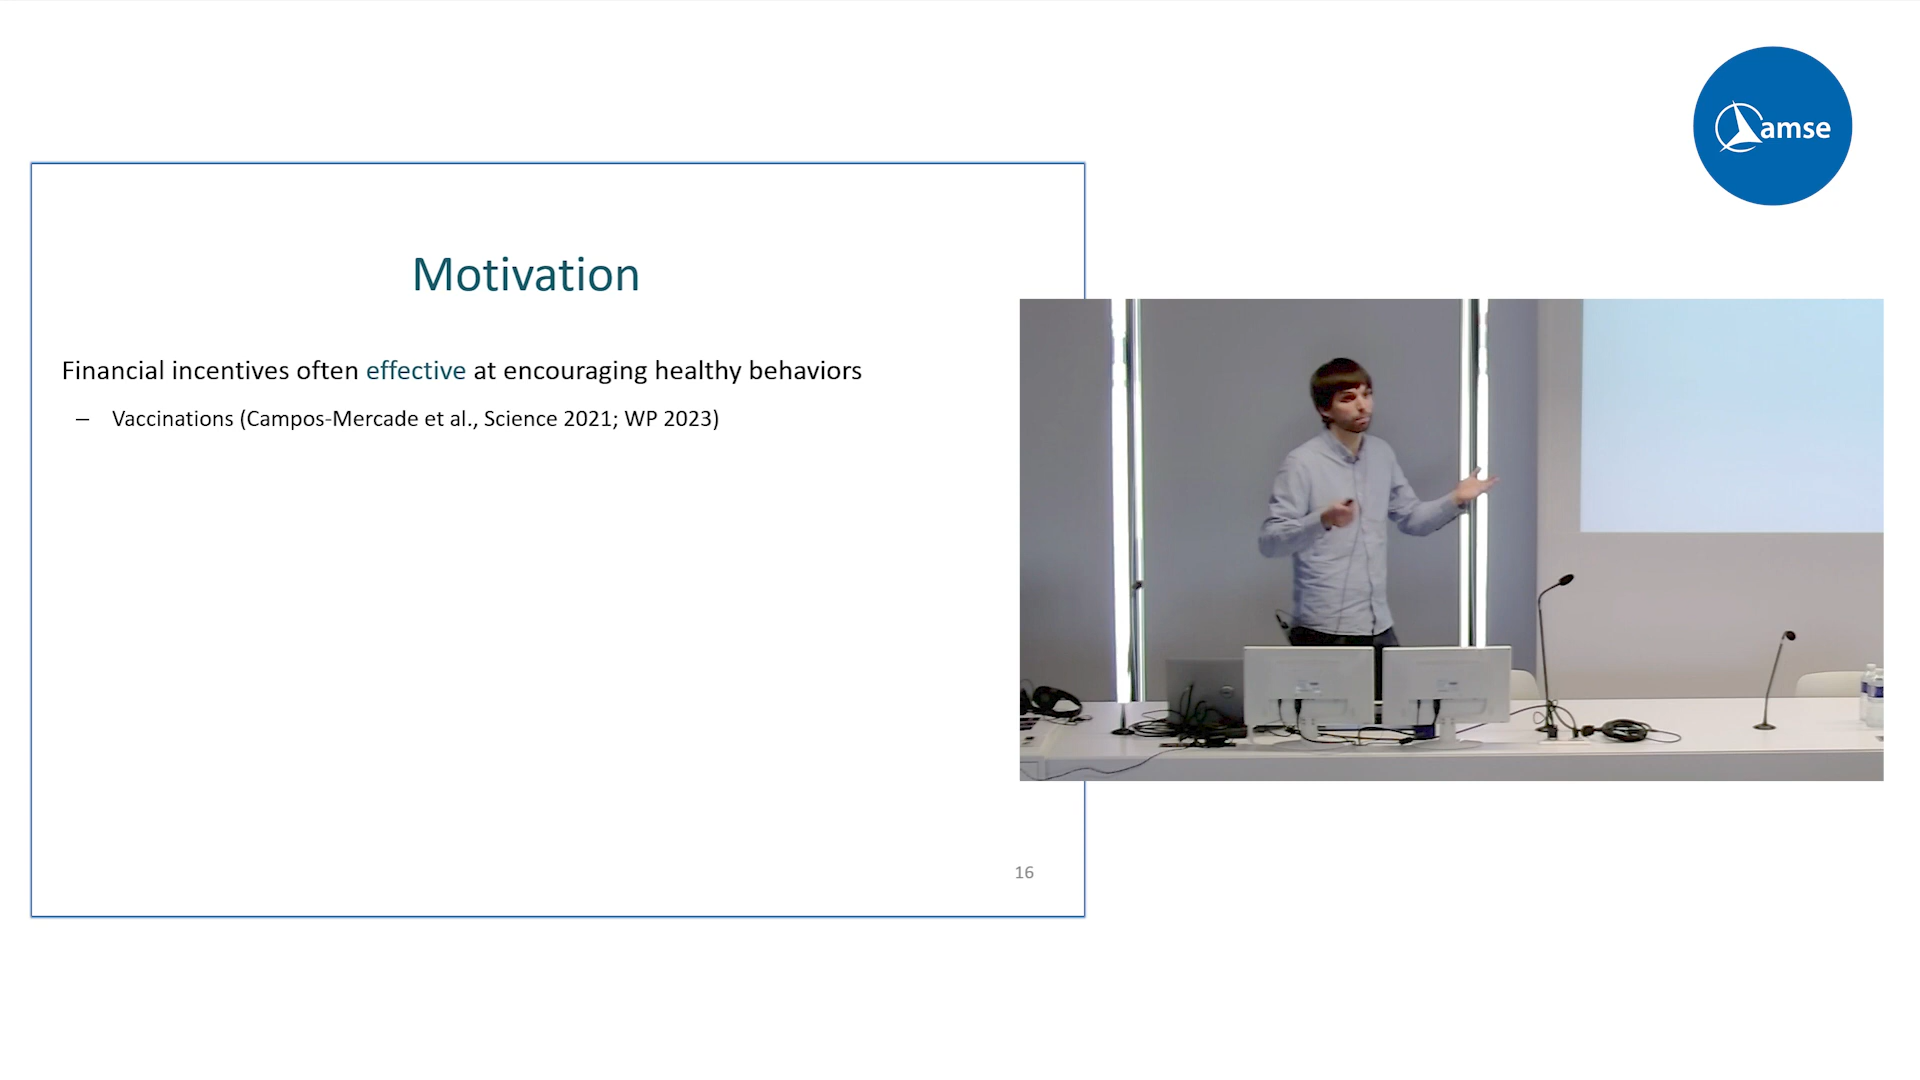 amse
Motivation
Financial incentives often effective at encouraging healthy behaviors
– Vaccinations (Campos-Mercade et al., Science 2021; WP 2023)
16